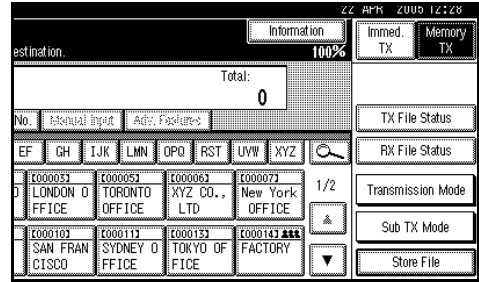 22 APR 2005 12:28
Information
Immed. TX
Memory TX
estination.
100%
Total:
0
No.
Manual Input
Adv. Features
TX File Status
EF
GH
IJK
LMN
OPQ
RST
UVW
XYZ
RX File Status
[00003]
LONDON O
FFICE
[00005]
TORONTO
OFFICE
[00006]
XYZ CO.,
LTD
[00007]
New York
OFFICE
1/2
Transmission Mode
[00010]
SAN FRAN
CISCO
[00011]
SYDNEY O
FFICE
[00013]
TOKYO OF
FICE
[00014]
FACTORY
Sub TX Mode
Store File